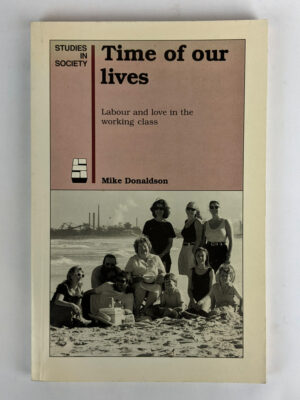 STUDIES
IN
SOCIETY
Time of our
lives
Labour and love in the
working class
Mike Donaldson